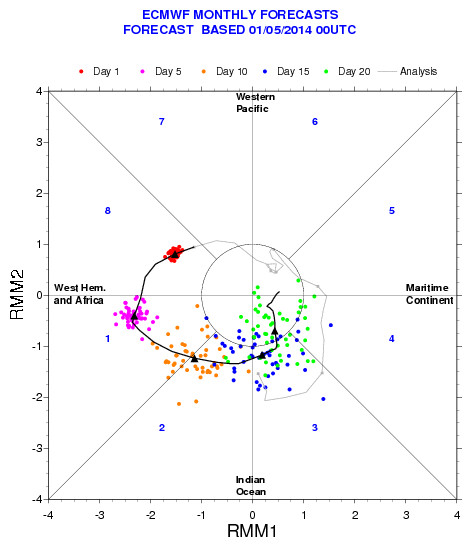 ECMWF MONTHLY FORECASTS
FORECAST BASED 01/05/2014 00UTC
Day 1 Day 5 Day 10 Day 15 Day 20 Analysis
4
Western
Pacific
7 6
3
2
8 5
1
RMM2
0
West Hem.
and Africa
Maritime
Continent
-1
1 4
-2
2 3
-3
Indian
Ocean
-4
-4 -3 -2 -1 0 1 2 3 4
RMM1